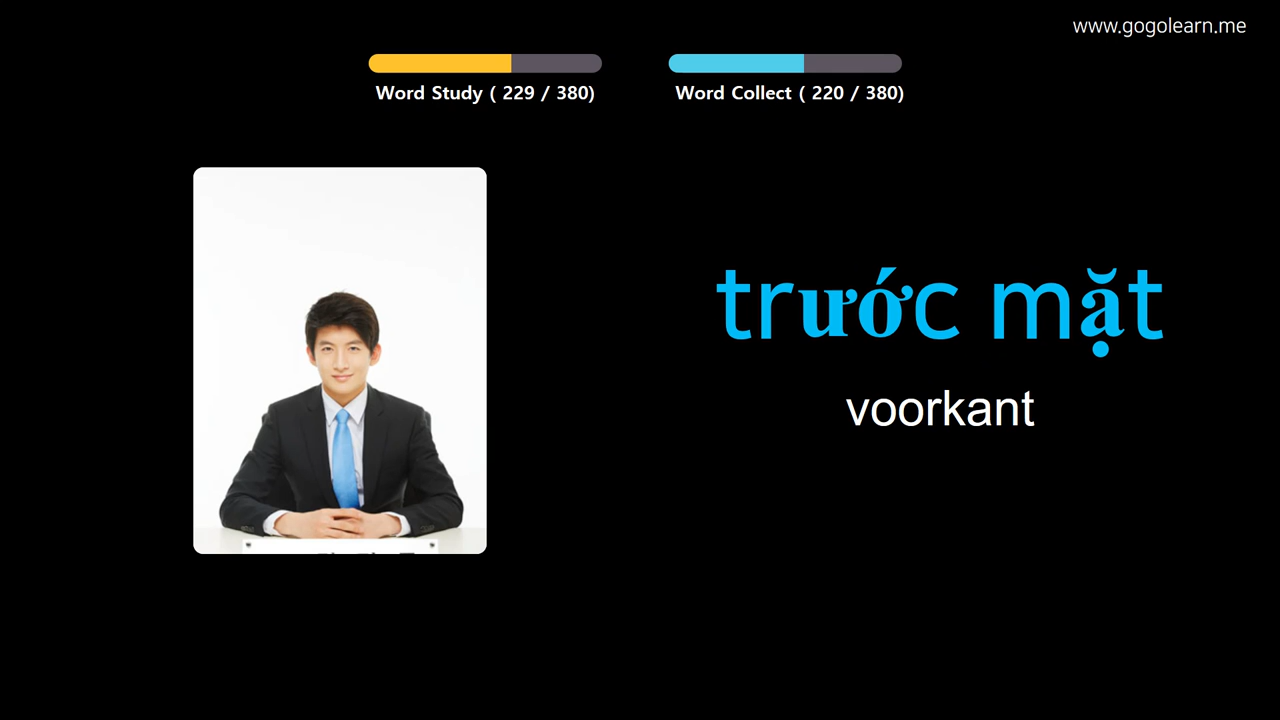 www.gogolearn.me
Word Study ( 229 / 380)
Word Collect ( 220 / 380)
trước mặt
voorkant